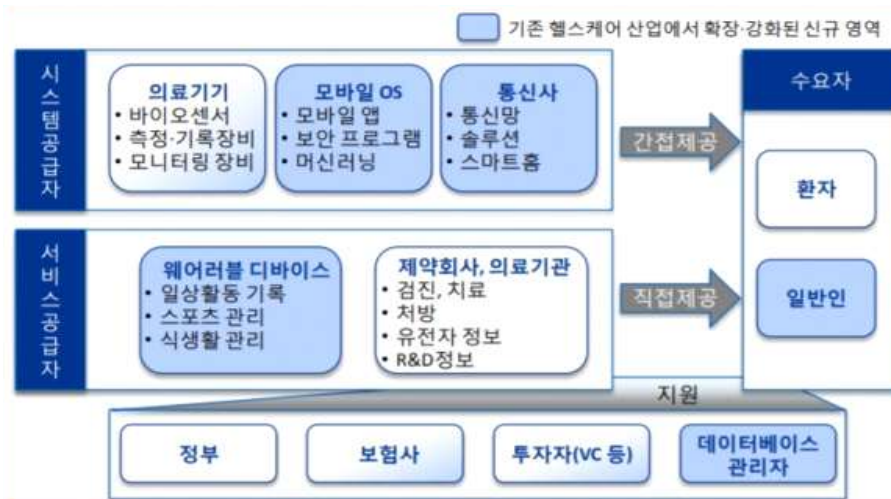 기존 헬스케어 산업에서 확장·강화된 신규 영역
시스템공급자
의료기기
• 바이오센서
• 측정·기록장비
• 모니터링 장비
모바일 OS
• 모바일 앱
• 보안 프로그램
• 머신러닝
통신사
• 통신망
• 솔루션
• 스마트홈
간접제공
수요자
환자
일반인
서비스공급자
웨어러블 디바이스
• 일상활동 기록
• 스포츠 관리
• 식생활 관리
제약회사, 의료기관
• 검진, 치료
• 처방
• 유전자 정보
• R&D정보
직접제공
지원
정부
보험사
투자자(VC 등)
데이터베이스
관리자